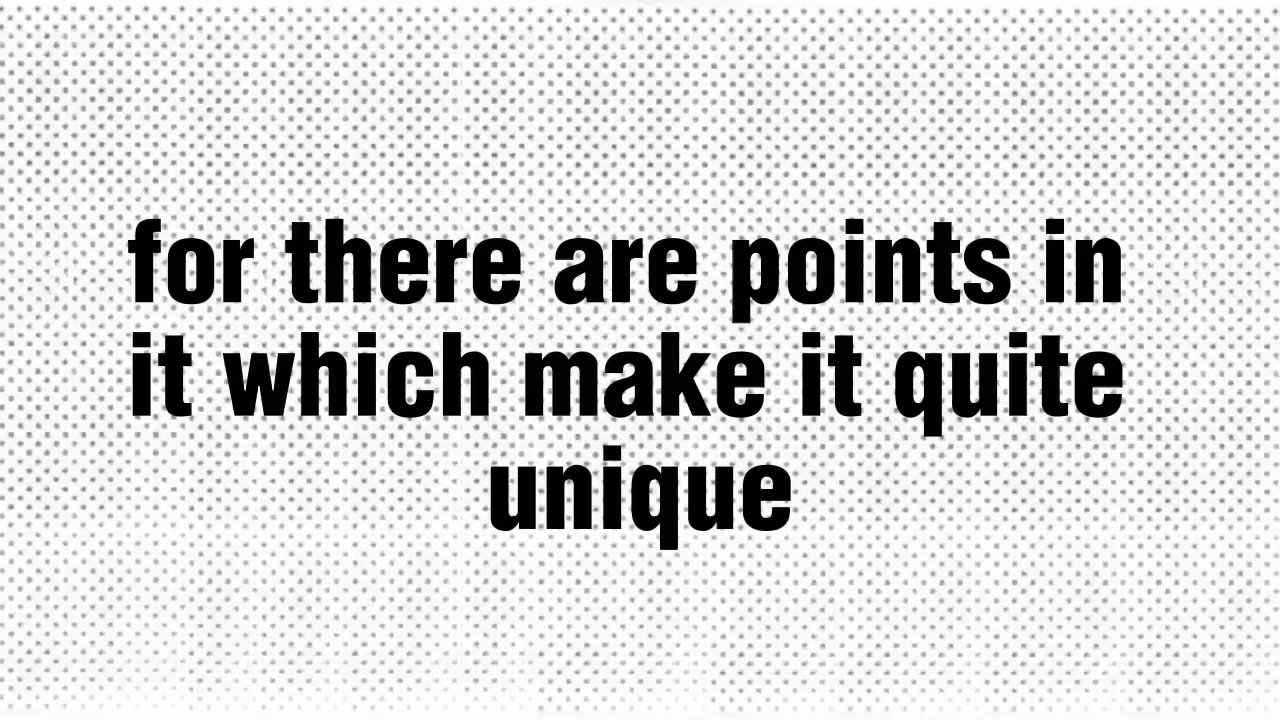 for there are points in
it which make it quite
unique